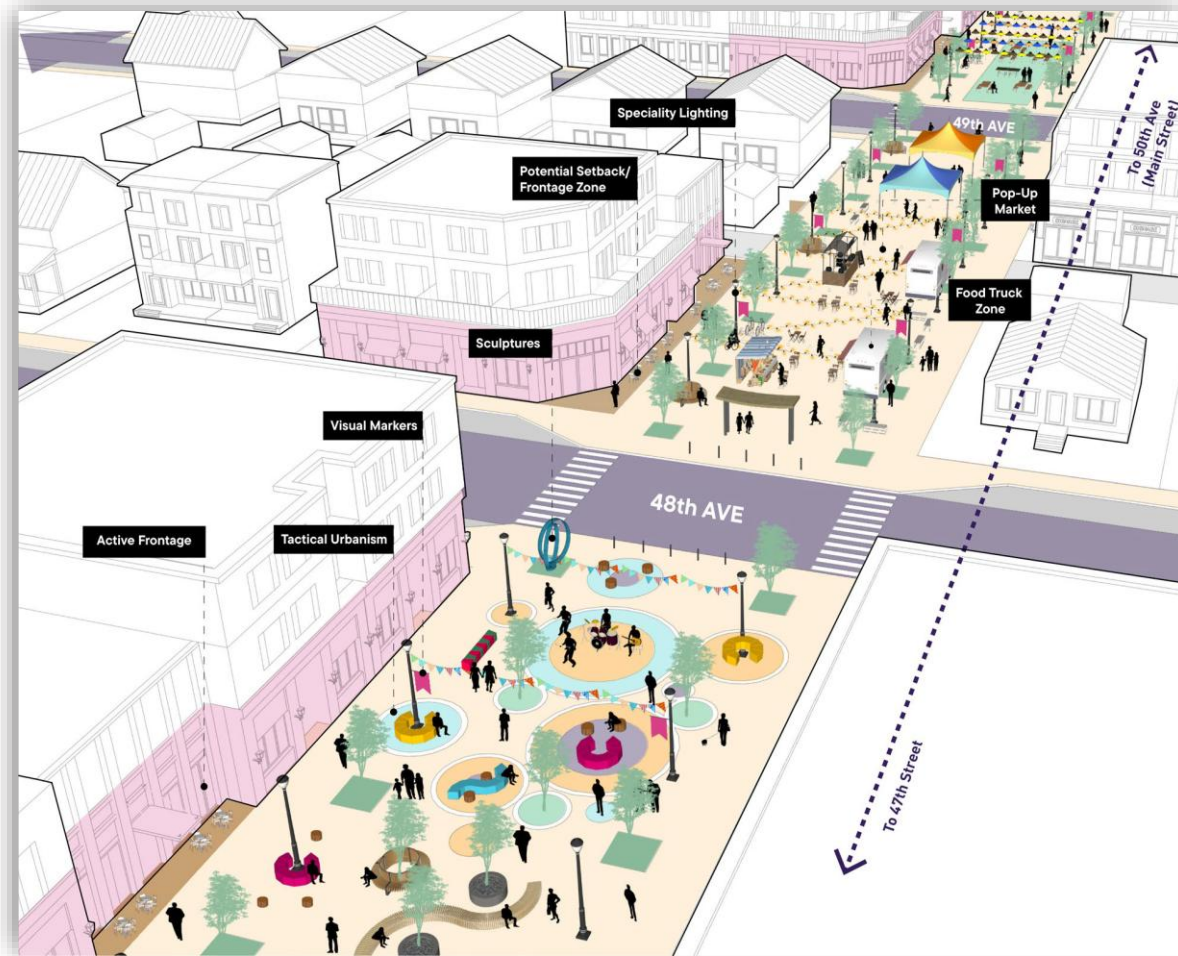 49TH AVE
To 50th Ave
(Main Street)
Speciality Lighting
Potential Setback/
Frontage Zone
Pop-Up
Market
Food Truck
Zone
Sculptures
Visual Markers
48th AVE
Active Frontage
Tactical Urbanism
To 47th Street